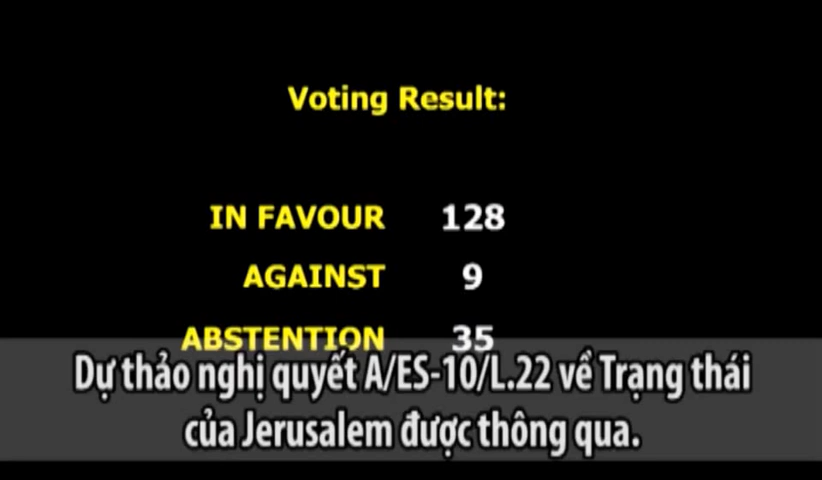 Voting Result:
IN FAVOUR 128
AGAINST 9
ABSTENTION 35
Dự thảo nghị quyết A/ES-10/L.22 về Trạng thái
của Jerusalem được thông qua.